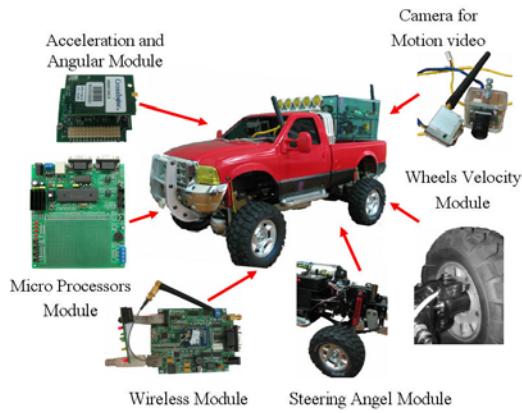 Acceleration and
Angular Module
Camera for
Motion video
Wheels Velocity
Module
Micro Processors
Module
Wireless Module
Steering Angel Module